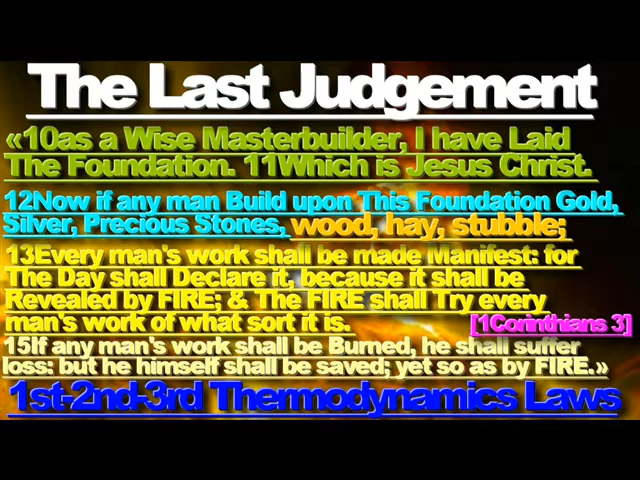 The Last Judgement
«10as a Wise Masterbuilder, I have Laid
The Foundation. 11Which is Jesus Christ.
12Now if any man Build upon This Foundation Gold,
Silver, Precious Stones, wood, hay, stubble;
13Every man's work shall be made Manifest: for
The Day shall Declare it, because it shall be
Revealed by FIRE; & The FIRE shall Try every
man's work of what sort it is. [1Corinthians 3]
15If any man's work shall be Burned, he shall suffer
loss: but he himself shall be saved; yet so as by FIRE.»
1st-2nd-3rd Thermodynamics Laws